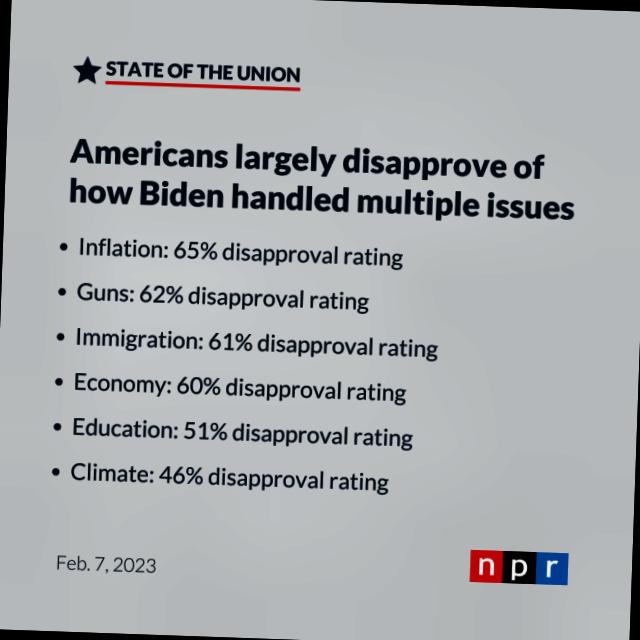 STATE OF THE UNION
Americans largely disapprove of
how Biden handled multiple issues
• Inflation: 65% disapproval rating
• Guns: 62% disapproval rating
• Immigration: 61% disapproval rating
• Economy: 60% disapproval rating
• Education: 51% disapproval rating
• Climate: 46% disapproval rating
Feb. 7, 2023
npr